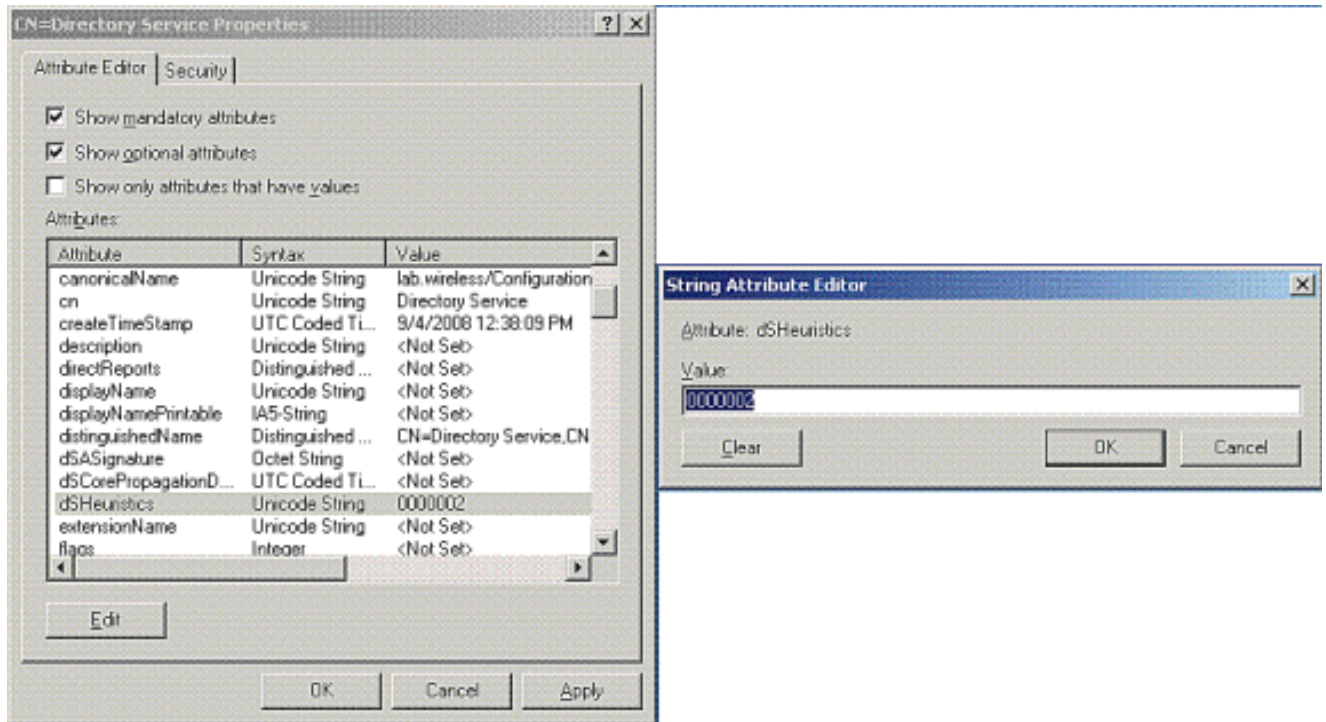 CN=Directory Service Properties
Attribute Editor
Security
Show mandatory attributes
Show optional attributes
Show only attributes that have values
Attributes:
Attribute Syntax Value
canonicalName Unicode String lab.wireless/Configuration
cn Unicode String Directory Service
createTimeStamp UTC Coded Ti... 9/4/2008 12:38:09 PM
description Unicode String <Not Set>
directReports Distinguished ... <Not Set>
displayName Unicode String <Not Set>
displayNamePrintable IA5-String <Not Set>
distinguishedName Distinguished ... CN=Directory Service,CN
dSASignature Octet String <Not Set>
dSCorePropagationD... UTC Coded Ti... <Not Set>
dSHeuristics Unicode String 0000002
extensionName Unicode String <Not Set>
flags Integer <Not Set>
Edit
OK Cancel Apply
String Attribute Editor
Attribute: dSHeuristics
Value:
0000002
Clear OK Cancel